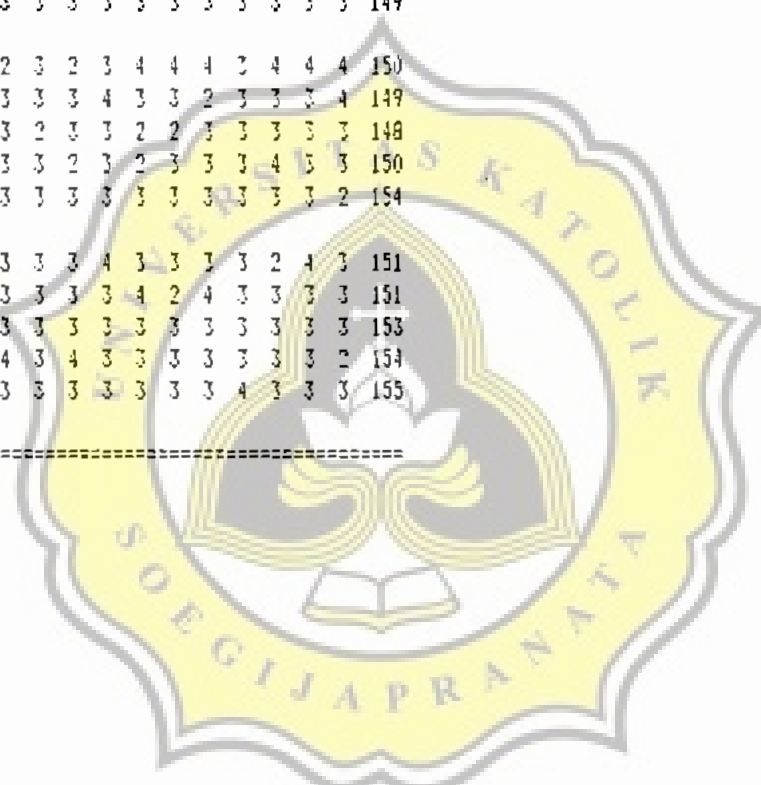 3 3 3 3 3 3 3 3 3 3 3 149
2 3 2 3 4 4 4 3 4 4 4 150
3 3 3 4 3 3 2 3 3 3 4 149
3 2 3 3 2 2 3 3 3 3 3 148
3 3 2 3 2 3 3 3 4 3 3 150
3 3 3 3 3 3 3 3 3 3 2 154
3 3 3 4 3 3 3 3 2 4 3 151
3 3 3 3 4 2 4 3 3 3 3 151
3 3 3 3 3 3 3 3 3 3 3 153
4 3 4 3 3 3 3 3 3 3 2 154
3 3 3 3 3 3 3 4 3 3 3 155
========================================
UNIVERSITAS KATOLIK
SOEGIJAPRANATA